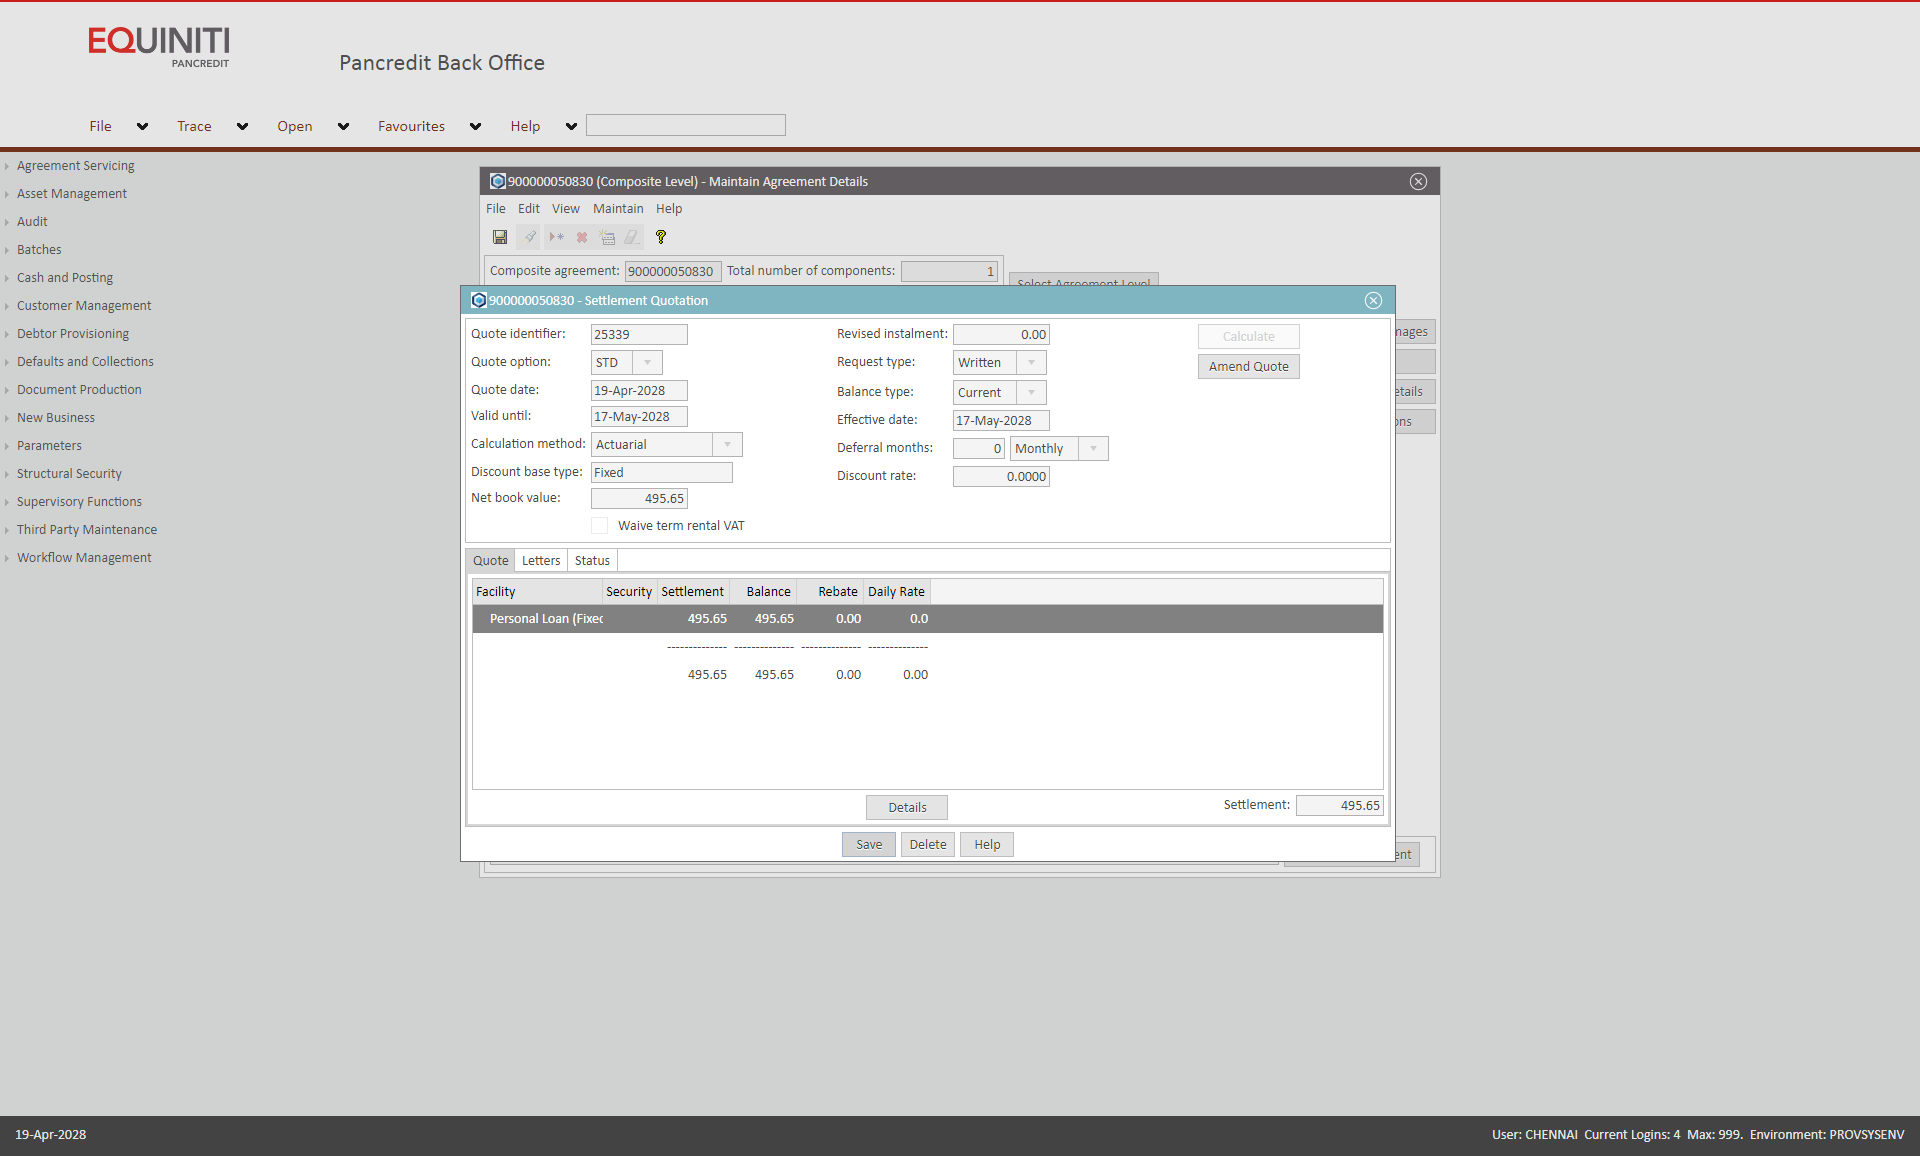 EQUINITI
PANCREDIT
Pancredit Back Office
File Trace Open Favourites Help
Agreement Servicing
Asset Management
Audit
Batches
Cash and Posting
Customer Management
Debtor Provisioning
Defaults and Collections
Document Production
New Business
Parameters
Structural Security
Supervisory Functions
Third Party Maintenance
Workflow Management
900000050830 (Composite Level) - Maintain Agreement Details
File Edit View Maintain Help
Composite agreement: 900000050830 Total number of components: 1
Select Agreement Level
900000050830 - Settlement Quotation
Quote identifier: 25339 Revised instalment: 0.00 Calculate
Quote option: STD Request type: Written Amend Quote
Quote date: 19-Apr-2028 Balance type: Current
Valid until: 17-May-2028 Effective date: 17-May-2028
Calculation method: Actuarial Deferral months: 0 Monthly
Discount base type: Fixed Discount rate: 0.0000
Net book value: 495.65
Waive term rental VAT
nages
etails
ons
Quote Letters Status
Facility Security Settlement Balance Rebate Daily Rate
Personal Loan (Fixec 495.65 495.65 0.00 0.0
-------------- -------------- -------------- --------------
495.65 495.65 0.00 0.00
Details Settlement: 495.65
Save Delete Help
ent
19-Apr-2028 User: CHENNAI Current Logins: 4 Max: 999. Environment: PROVSYSENV